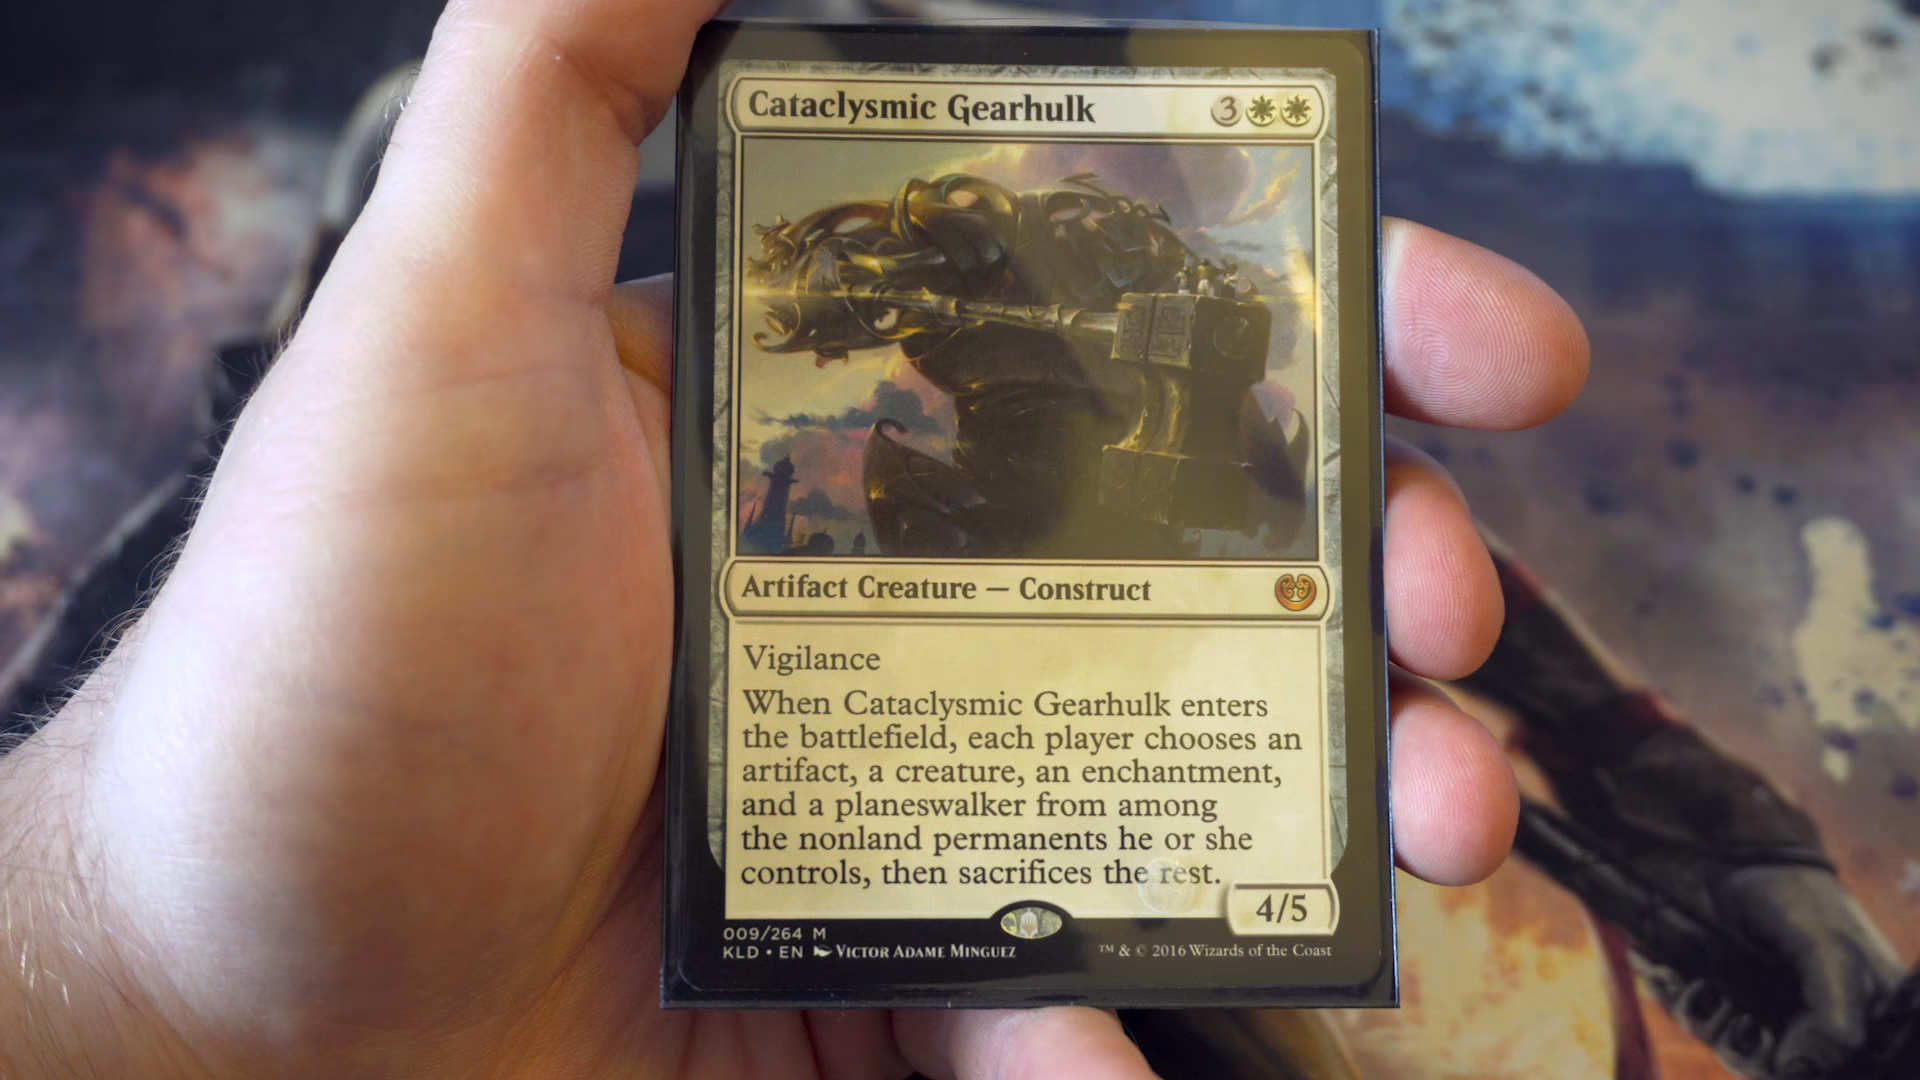 Cataclysmic Gearhulk 3
Artifact Creature — Construct
Vigilance
When Cataclysmic Gearhulk enters
the battlefield, each player chooses an
artifact, a creature, an enchantment,
and a planeswalker from among
the nonland permanents he or she
controls, then sacrifices the rest.
4/5
009/264 M
KLD • EN VICTOR ADAME MINGUEZ
™ & © 2016 Wizards of the Coast